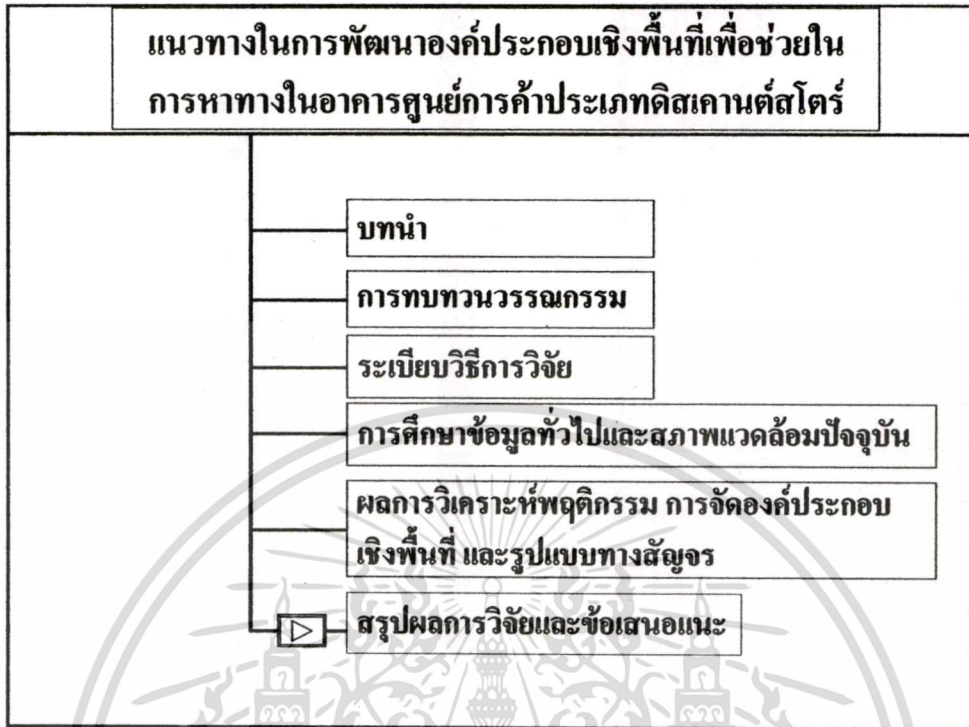 แนวทางในการพัฒนาองค์ประกอบเชิงพื้นที่เพื่อช่วยใน
การหาทางในอาคารศูนย์การค้าประเภทดิสเคานต์สโตร์
บทนำ
การทบทวนวรรณกรรม
ระเบียบวิธีการวิจัย
การศึกษาข้อมูลทั่วไปและสภาพแวดล้อมปัจจุบัน
ผลการวิเคราะห์พฤติกรรม การจัดองค์ประกอบ
เชิงพื้นที่ และรูปแบบทางสัญจร
สรุปผลการวิจัยและข้อเสนอแนะ